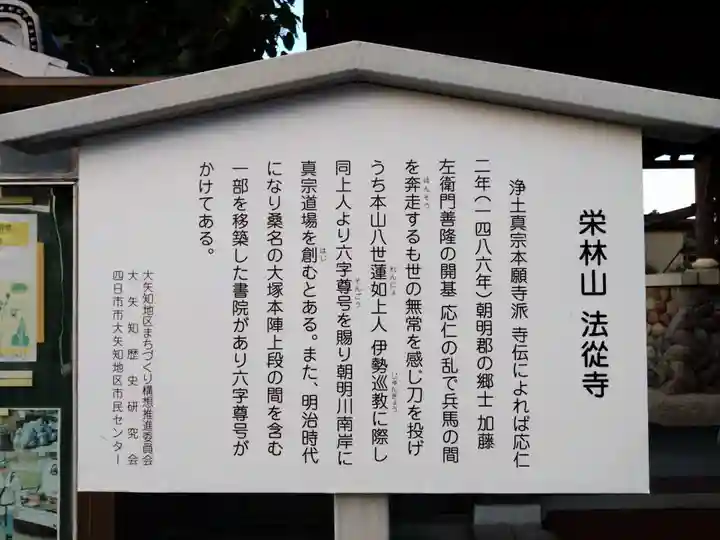 栄林山 法従寺
浄土真宗本願寺派 寺伝によれば応仁
二年(一四八六年)朝明郡の郷士 加藤
左衛門善隆の開基 応仁の乱で兵馬の間
を奔走するも世の無常を感じ刀を投げ
うち本山八世蓮如上人 伊勢巡教に際し
同上人より六字尊号を賜り朝明川南岸に
真宗道場を創むとある。また、明治時代
になり桑名の大塚本陣上段の間を含む
一部を移築した書院があり六字尊号が
かけてある。
大矢知地区まちづくり構想推進委員会
大矢知歴史研究会
四日市市大矢知地区市民センター